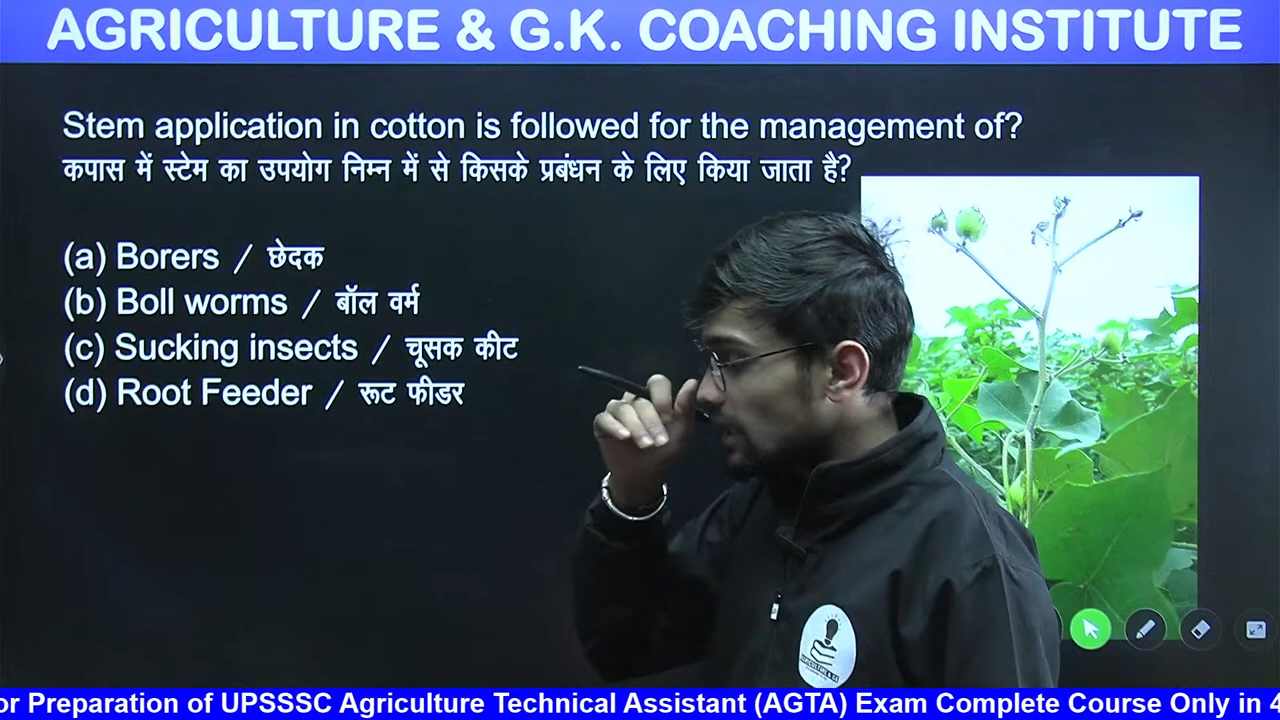 AGRICULTURE & G.K. COACHING INSTITUTE
Stem application in cotton is followed for the management of?
कपास में स्टेम का उपयोग निम्न में से किसके प्रबंधन के लिए किया जाता है?
(a) Borers / छेदक
(b) Boll worms / बॉल वर्म
(c) Sucking insects / चूसक कीट
(d) Root Feeder / रूट फीडर
or Preparation of UPSSSC Agriculture Technical Assistant (AGTA) Exam Complete Course Only in 4